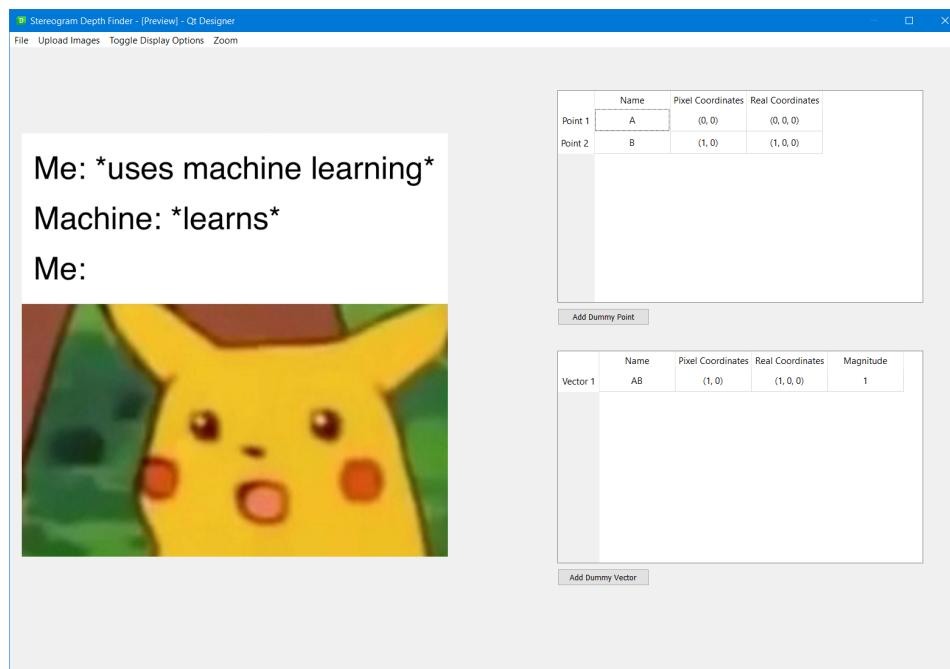 Stereogram Depth Finder - [Preview] - Qt Designer
File Upload Images Toggle Display Options Zoom
Me: *uses machine learning*
Machine: *learns*
Me:
Name Pixel Coordinates Real Coordinates
Point 1 A (0, 0) (0, 0, 0)
Point 2 B (1, 0) (1, 0, 0)
Add Dummy Point
Name Pixel Coordinates Real Coordinates Magnitude
Vector 1 AB (1, 0) (1, 0, 0) 1
Add Dummy Vector